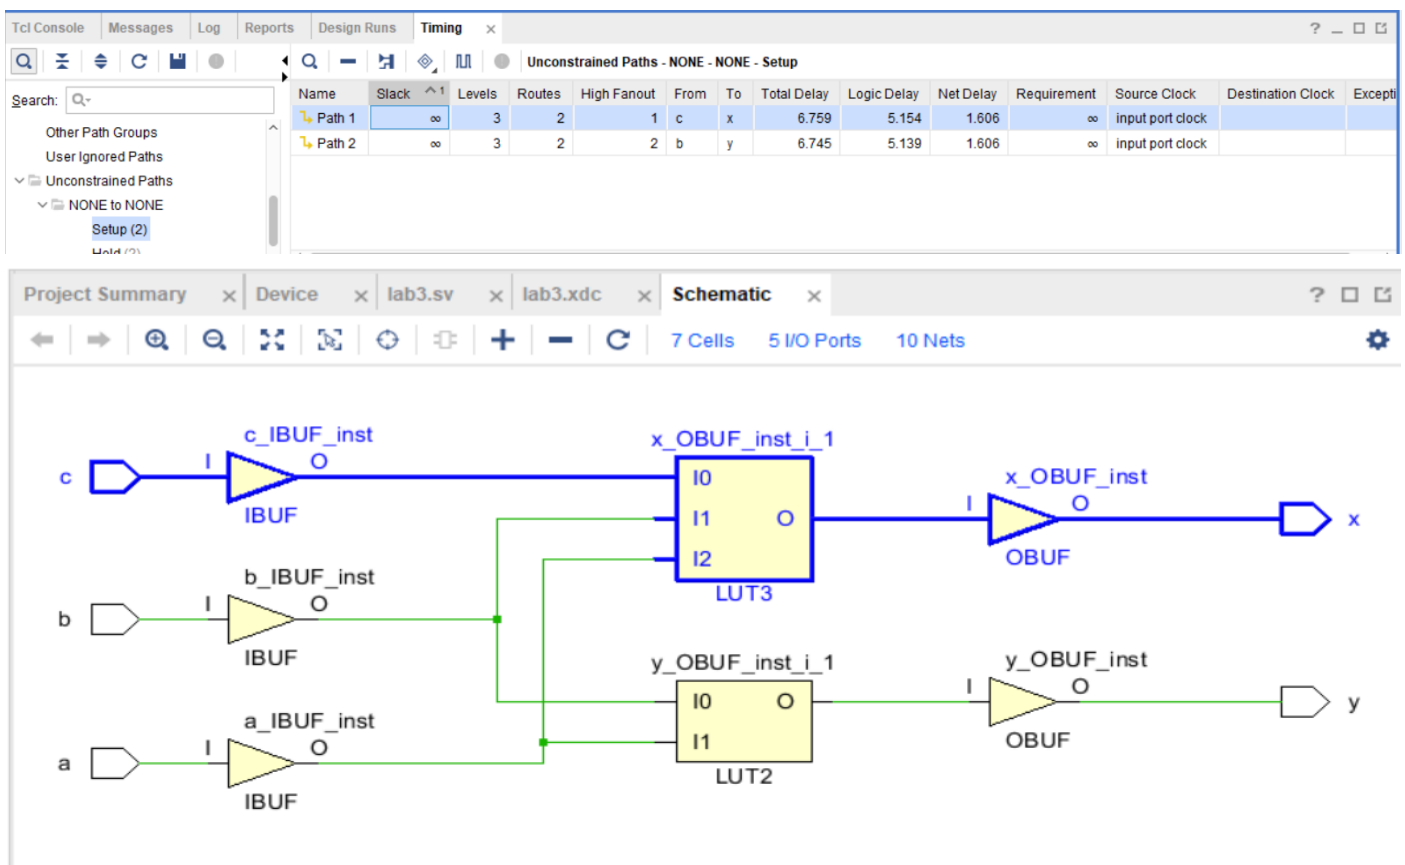 Tcl Console Messages Log Reports Design Runs Timing
Unconstrained Paths - NONE - NONE - Setup
Search: Q-
Other Path Groups
User Ignored Paths
Unconstrained Paths
NONE to NONE
Setup (2)
Hold (2)
Name Slack ^1 Levels Routes High Fanout From To Total Delay Logic Delay Net Delay Requirement Source Clock Destination Clock Excepti
Path 1 ∞ 3 2 1 c x 6.759 5.154 1.606 ∞ input port clock
Path 2 ∞ 3 2 2 b y 6.745 5.139 1.606 ∞ input port clock
Project Summary Device lab3.sv lab3.xdc Schematic
7 Cells 5 I/O Ports 10 Nets
c_IBUF_inst
c I O
IBUF
x_OBUF_inst_i_1
I0
I1 O
I2
LUT3
x_OBUF_inst
I O x
OBUF
b_IBUF_inst
b I O
IBUF
y_OBUF_inst_i_1
I0 O
I1
LUT2
y_OBUF_inst
I O y
OBUF
a_IBUF_inst
a I O
IBUF